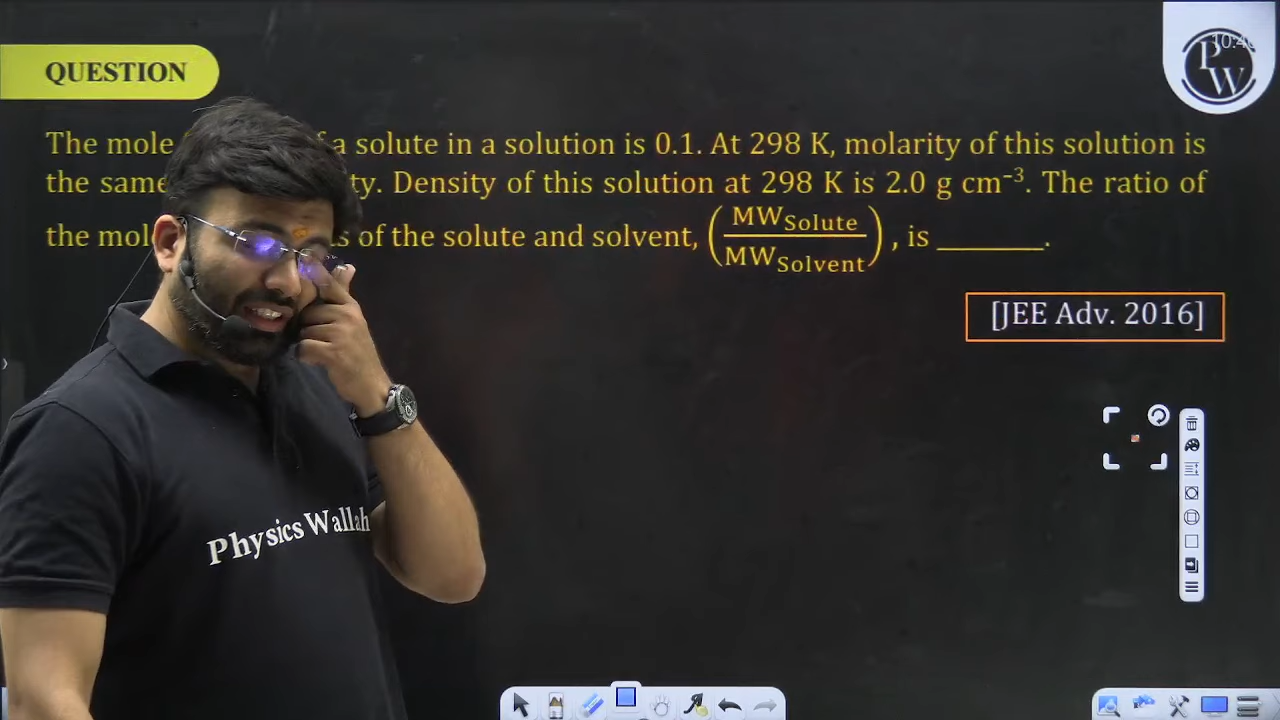 QUESTION
PW
The mole a solute in a solution is 0.1. At 298 K, molarity of this solution is
the same ty. Density of this solution at 298 K is 2.0 g cm⁻³. The ratio of
the mol s of the solute and solvent, (MW_Solute / MW_Solvent), is ________.
[JEE Adv. 2016]
Physics Wallah